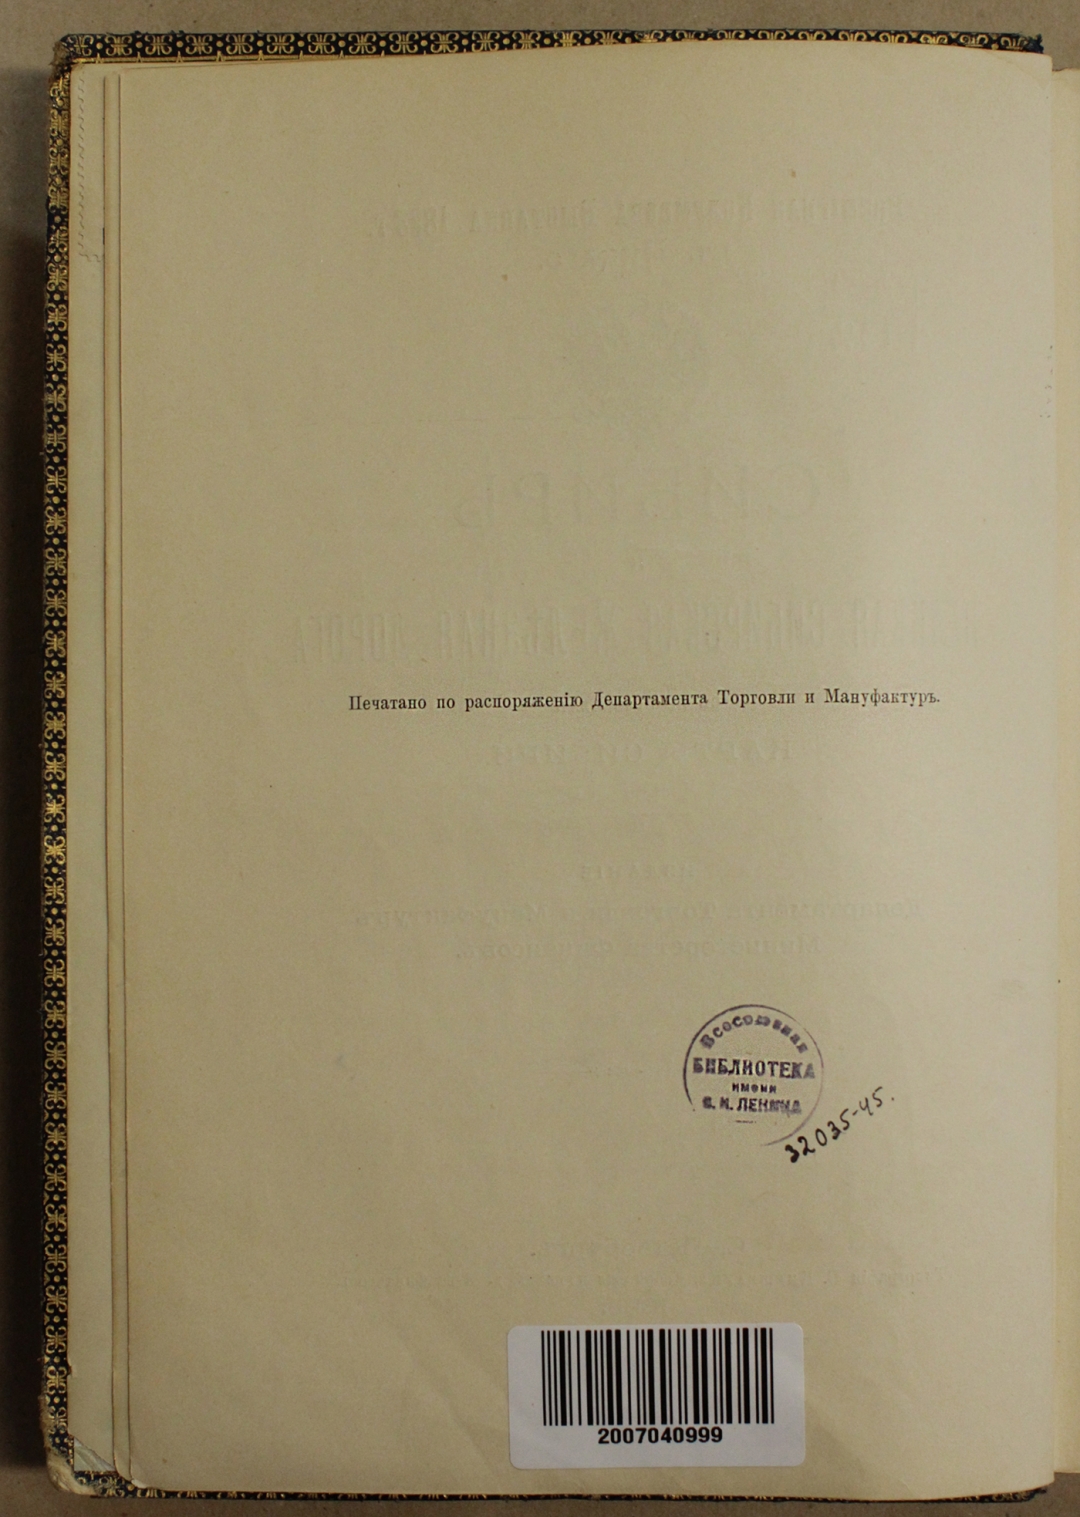 Печатано по распоряженію Департамента Торговли и Мануфактуръ.
Всесоюзная
БИБЛИОТЕКА
имени
В. И. ЛЕНИНА
32035-45.
2007040999